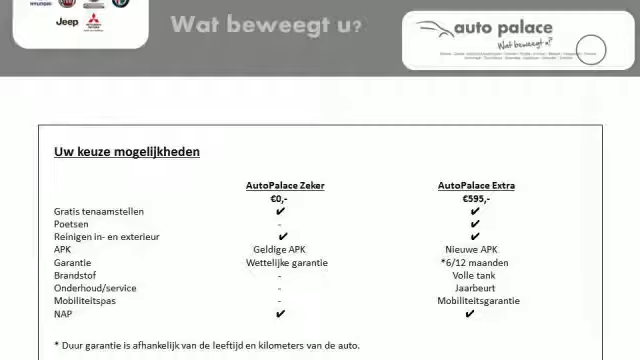 HYUNDAI
Jeep
MITSUBISHI
Wat beweegt u?
auto palace
Wat beweegt u?
Uw keuze mogelijkheden
AutoPalace Zeker AutoPalace Extra
€0,- €595,-
Gratis tenaamstellen ✔ ✔
Poetsen - ✔
Reinigen in- en exterieur ✔ ✔
APK Geldige APK Nieuwe APK
Garantie Wettelijke garantie *6/12 maanden
Brandstof - Volle tank
Onderhoud/service - Jaarbeurt
Mobiliteitspas - Mobiliteitsgarantie
NAP ✔ ✔
* Duur garantie is afhankelijk van de leeftijd en kilometers van de auto.